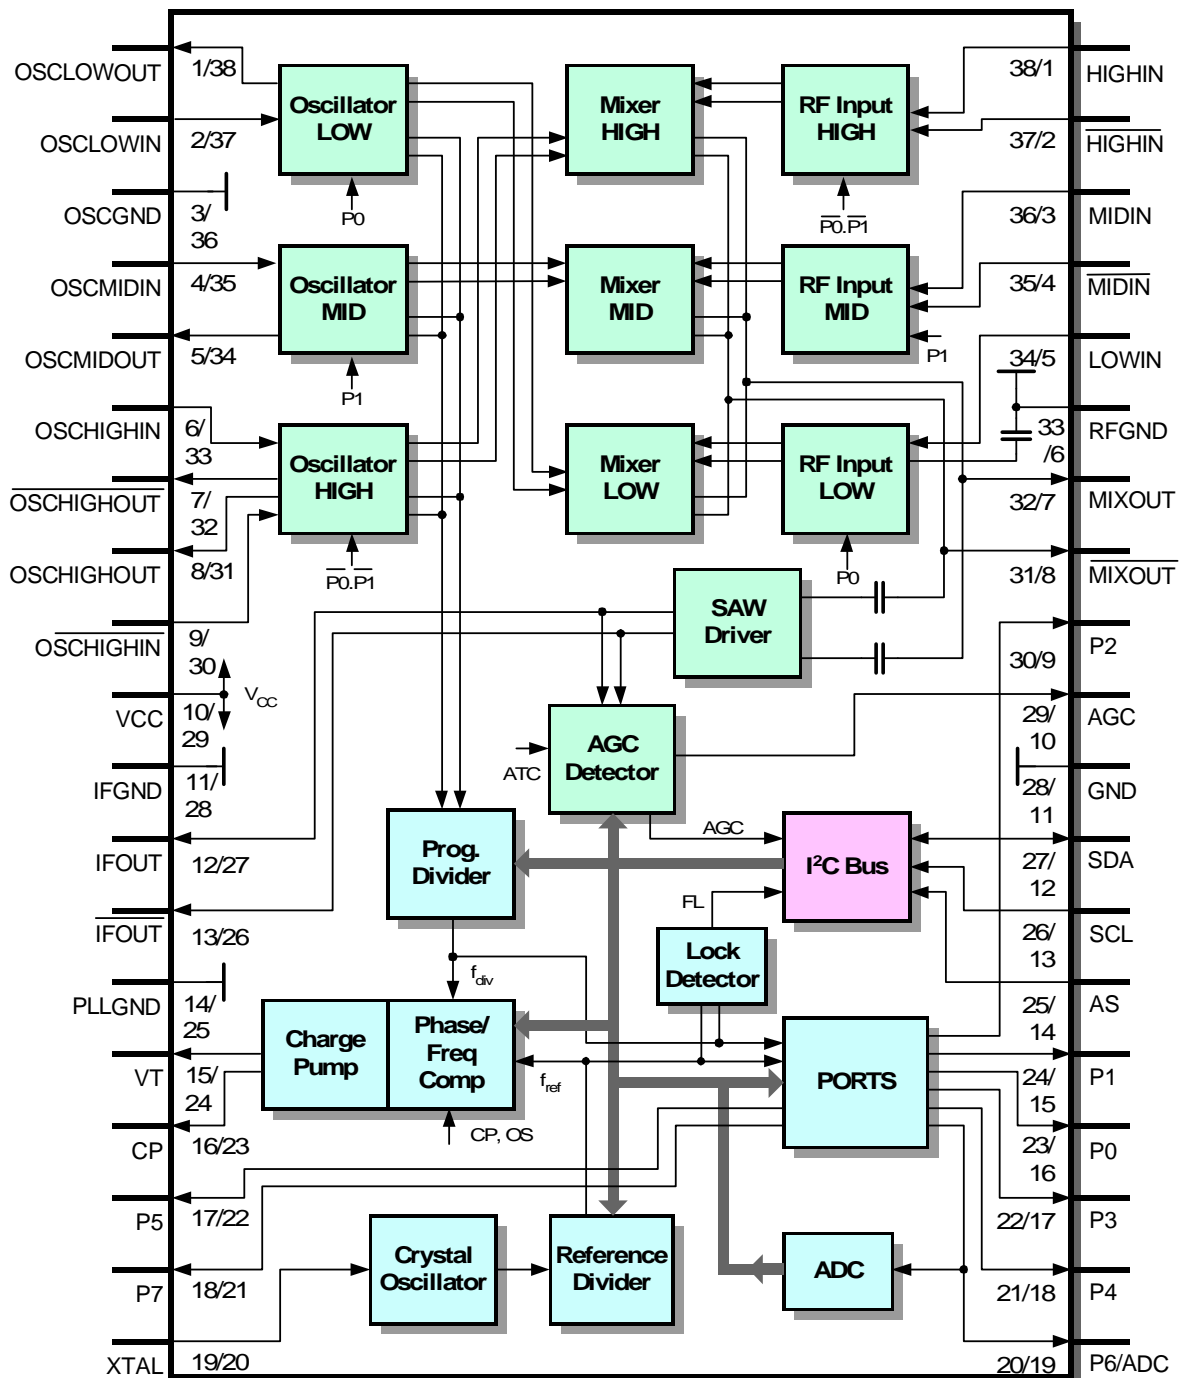 OSCLOWOUT
1/38
OSCLOWIN
2/37
OSCGND
3/
36
OSCMIDIN
4/35
OSCMIDOUT
5/34
OSCHIGHIN
6/
33
OSCHIGHOUT
7/
32
OSCHIGHOUT
8/31
OSCHIGHIN
9/
30
VCC
10/
29
VCC
IFGND
11/
28
IFOUT
12/27
IFOUT
13/26
PLLGND
14/
25
VT
15/
24
CP
16/23
P5
17/22
P7
18/21
XTAL
19/20
Oscillator
LOW
P0
Oscillator
MID
P1
Oscillator
HIGH
P0.P1
Mixer
HIGH
Mixer
MID
Mixer
LOW
RF Input
HIGH
P0.P1
RF Input
MID
P1
RF Input
LOW
P0
SAW
Driver
AGC
Detector
ATC
AGC
Prog.
Divider
I²C Bus
FL
Lock
Detector
fdiv
Charge
Pump
Phase/
Freq
Comp
fref
CP, OS
PORTS
Crystal
Oscillator
Reference
Divider
ADC
38/1
HIGHIN
37/2
HIGHIN
36/3
MIDIN
35/4
MIDIN
34/5
LOWIN
33
/6
RFGND
32/7
MIXOUT
31/8
MIXOUT
30/9
P2
29/
10
AGC
28/
11
GND
27/
12
SDA
26/
13
SCL
25/
14
AS
24/
15
P1
23/
16
P0
22/17
P3
21/18
P4
20/19
P6/ADC